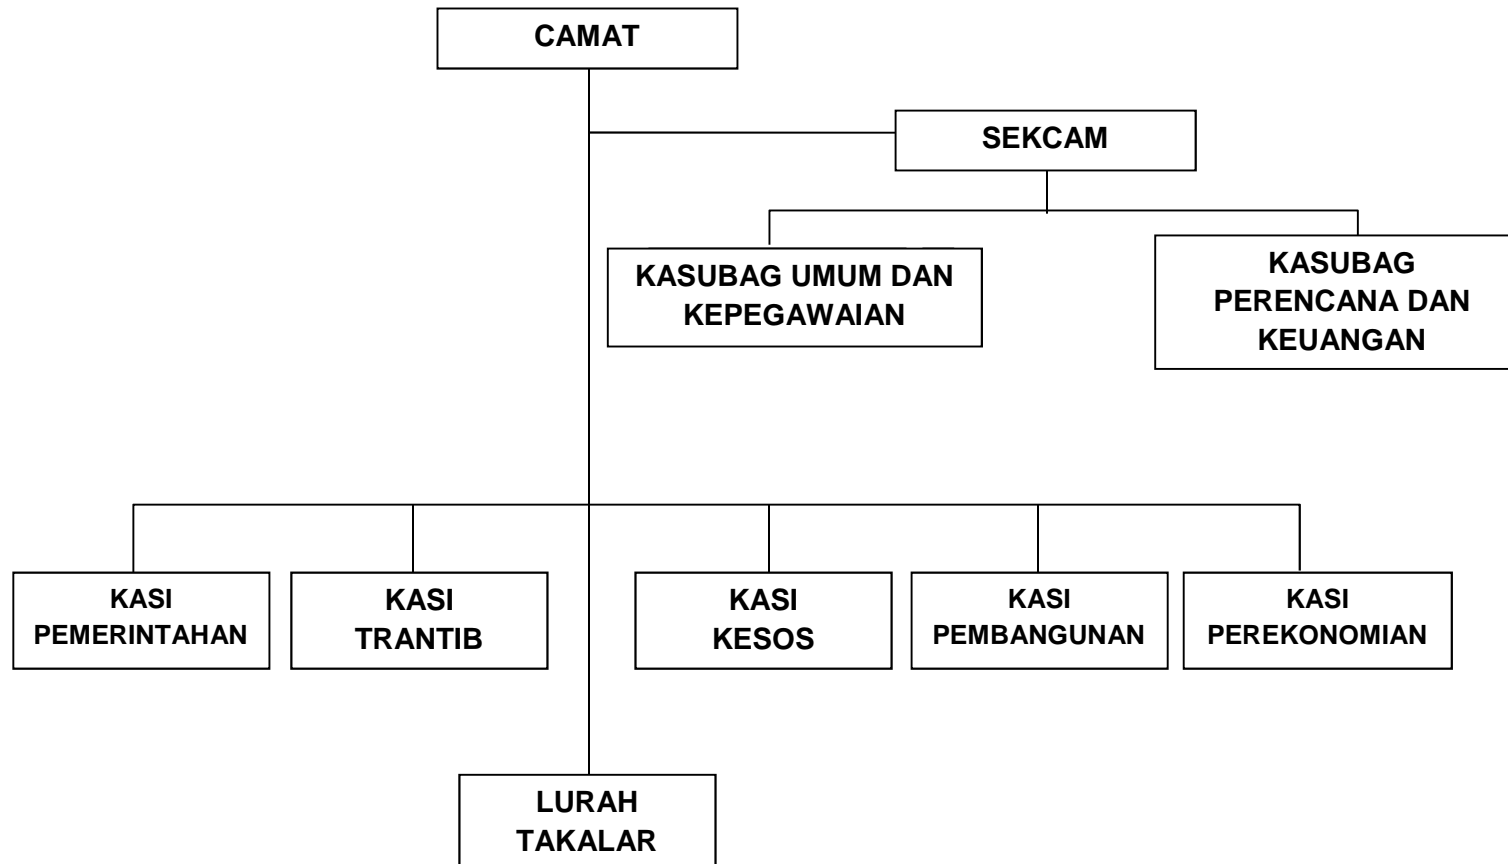 CAMAT
SEKCAM
KASUBAG UMUM DAN
KEPEGAWAIAN
KASUBAG
PERENCANA DAN
KEUANGAN
KASI
PEMERINTAHAN
KASI
TRANTIB
KASI
KESOS
KASI
PEMBANGUNAN
KASI
PEREKONOMIAN
LURAH
TAKALAR